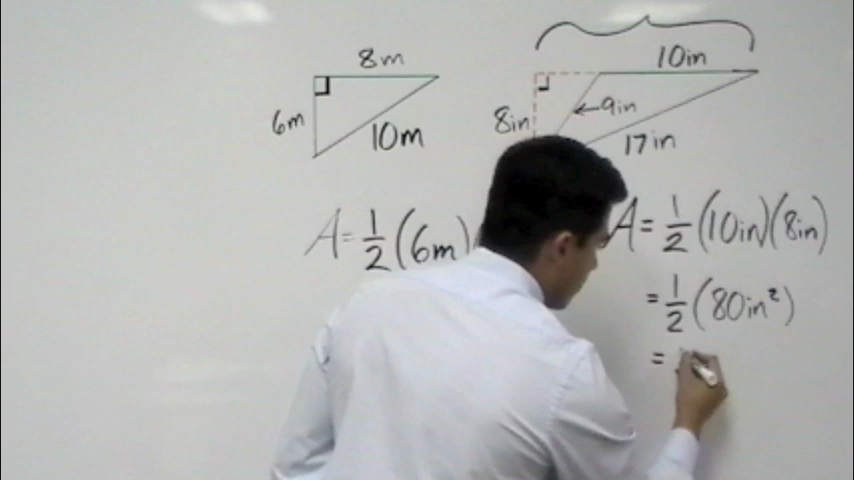 8m
10in
6m
10m
8in
9in
17in
A = 1/2 (6m)
A = 1/2 (10in)(8in)
= 1/2 (80in²)
=